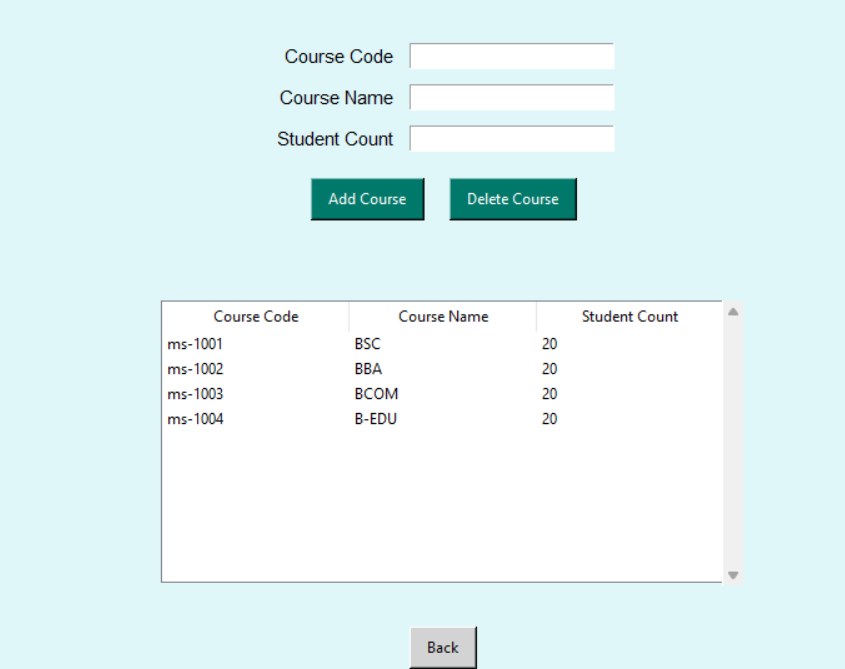 Course Code
Course Name
Student Count
Add Course Delete Course
Course Code Course Name Student Count
ms-1001 BSC 20
ms-1002 BBA 20
ms-1003 BCOM 20
ms-1004 B-EDU 20
Back